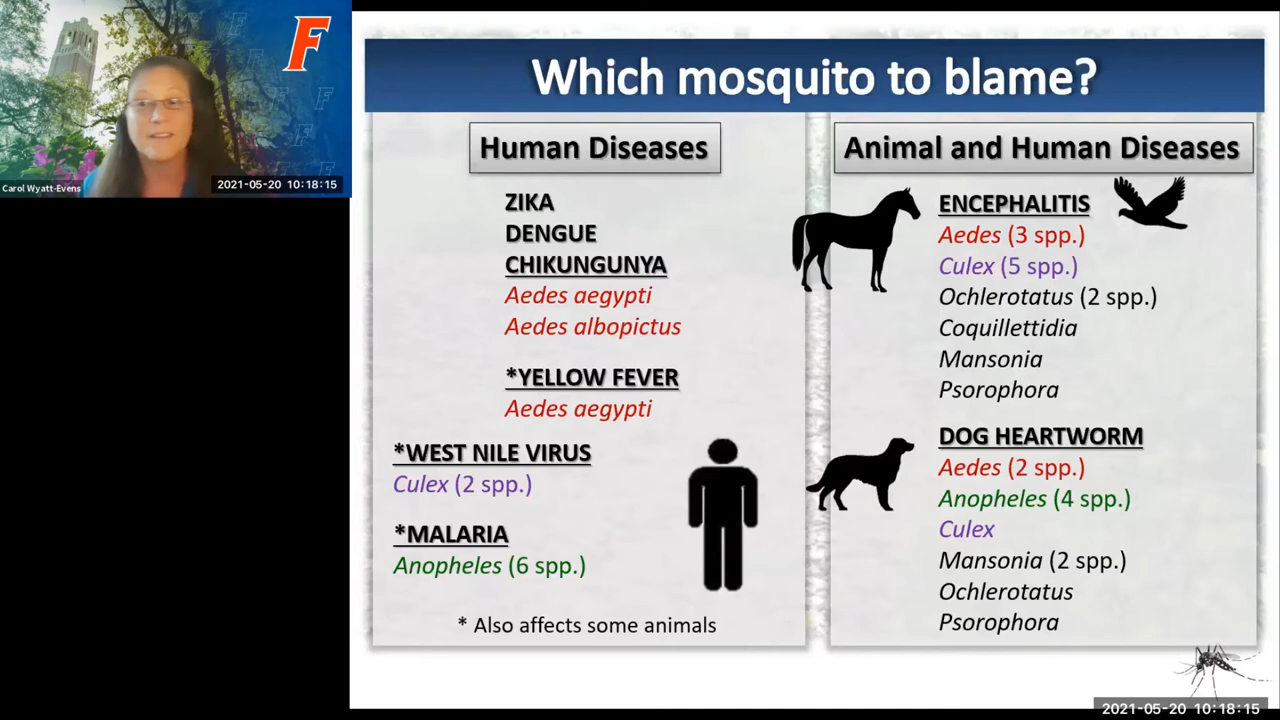 F
Carol Wyatt-Evens
2021-05-20 10:18:15
Which mosquito to blame?
Human Diseases
ZIKA
DENGUE
CHIKUNGUNYA
Aedes aegypti
Aedes albopictus
*YELLOW FEVER
Aedes aegypti
*WEST NILE VIRUS
Culex (2 spp.)
*MALARIA
Anopheles (6 spp.)
* Also affects some animals
Animal and Human Diseases
ENCEPHALITIS
Aedes (3 spp.)
Culex (5 spp.)
Ochlerotatus (2 spp.)
Coquillettidia
Mansonia
Psorophora
DOG HEARTWORM
Aedes (2 spp.)
Anopheles (4 spp.)
Culex
Mansonia (2 spp.)
Ochlerotatus
Psorophora
2021-05-20 10:18:15